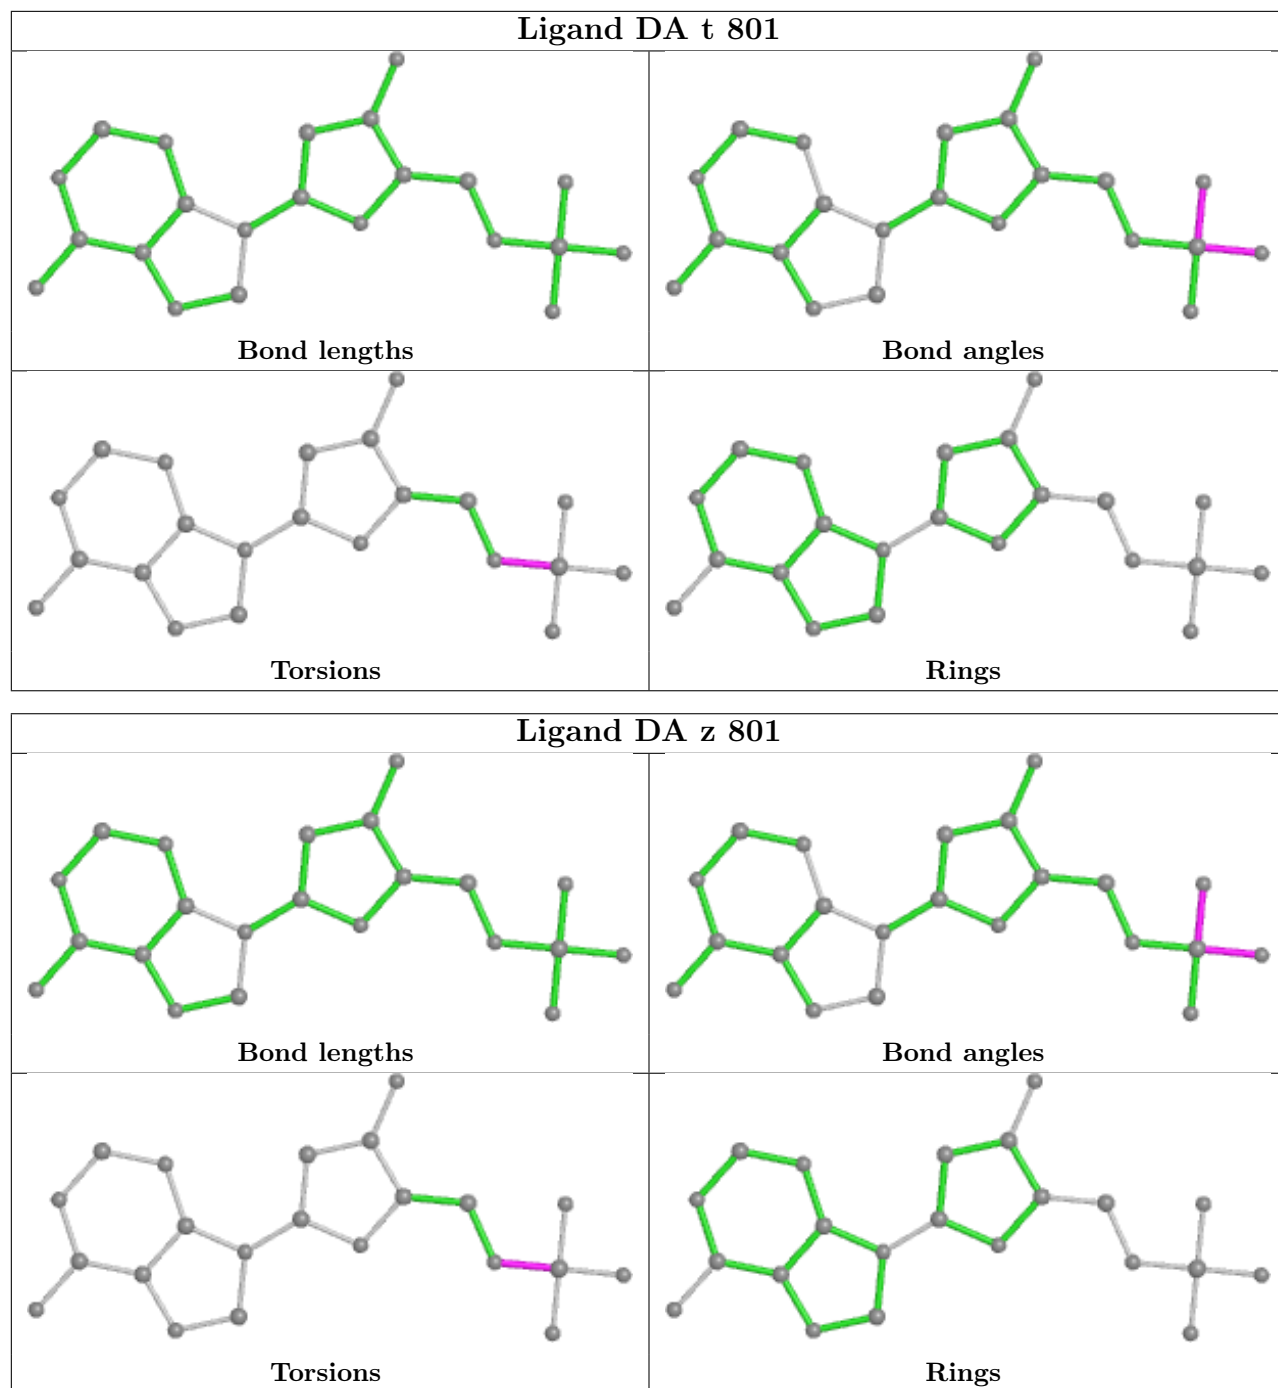 Ligand DA t 801
Bond lengths
Bond angles
Torsions
Rings
Ligand DA z 801
Bond lengths
Bond angles
Torsions
Rings